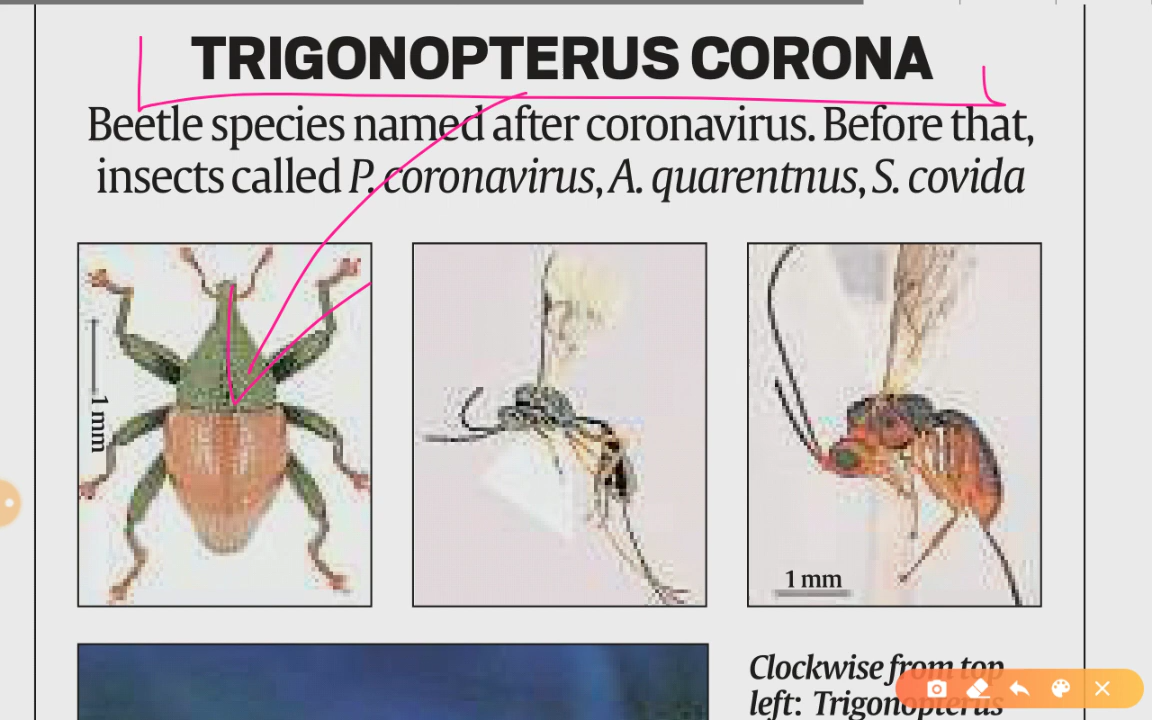 TRIGONOPTERUS CORONA
Beetle species named after coronavirus. Before that,
insects called P. coronavirus, A. quarentnus, S. covida
1 mm
1 mm
Clockwise from top
left: Trigonopterus